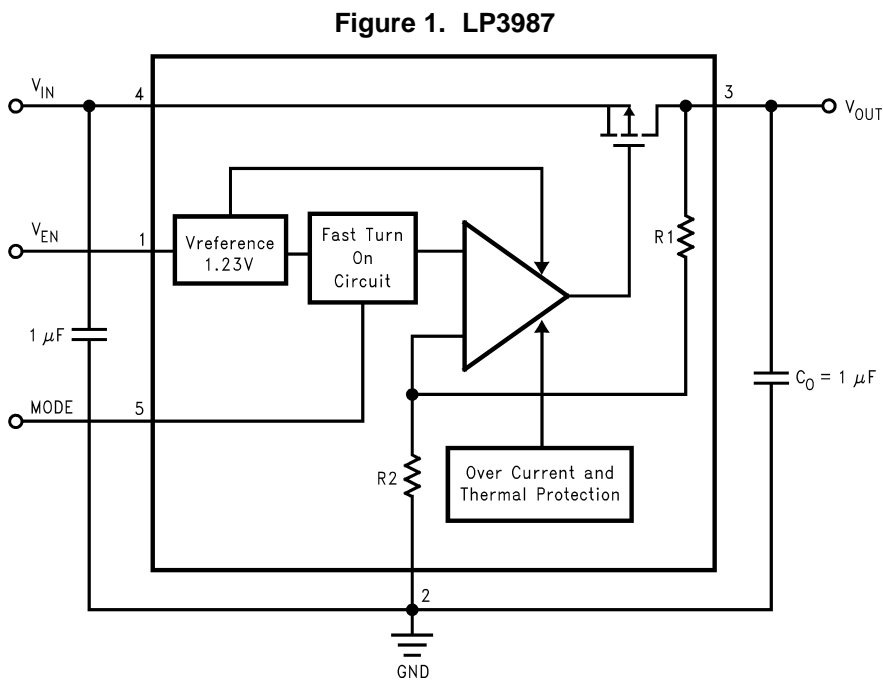 Figure 1. LP3987
V_IN
4
3
V_OUT
V_EN
1
Vreference
1.23V
Fast Turn
On
Circuit
R1
1 μF
C_O = 1 μF
MODE
5
R2
Over Current and
Thermal Protection
2
GND